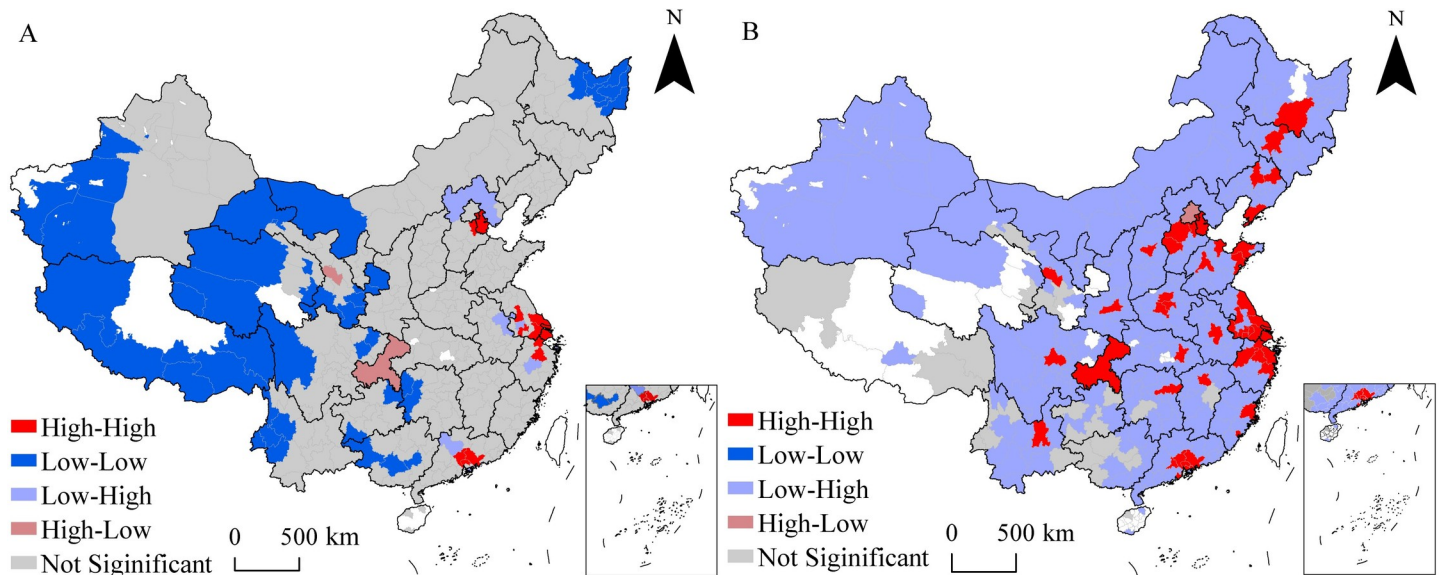 A
N
High-High
Low-Low
Low-High
High-Low
Not Siginificant
0 500 km
B
N
High-High
Low-Low
Low-High
High-Low
Not Siginificant
0 500 km